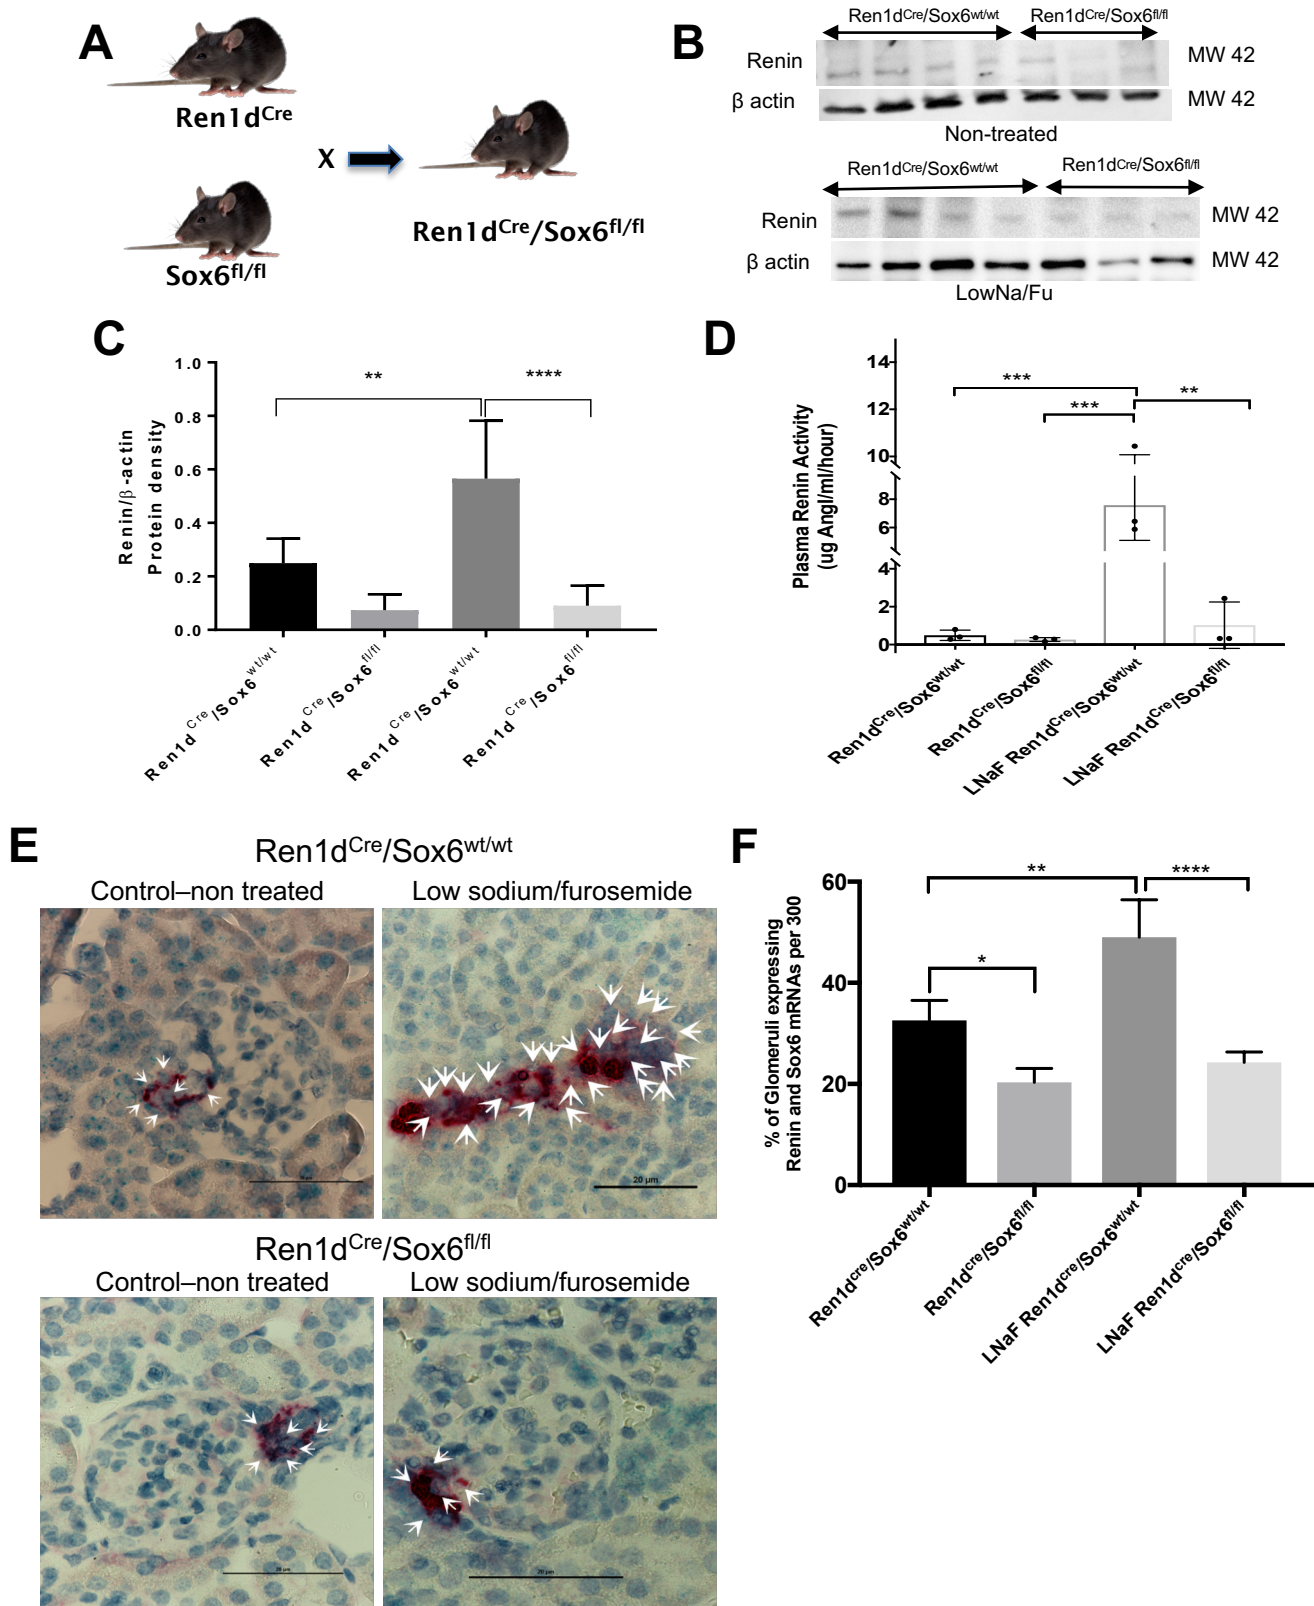 A
Ren1dCre
X
Sox6fl/fl
Ren1dCre/Sox6fl/fl
B
Ren1dCre/Sox6wt/wt Ren1dCre/Sox6fl/fl
Renin MW 42
β actin MW 42
Non-treated
Ren1dCre/Sox6wt/wt Ren1dCre/Sox6fl/fl
Renin MW 42
β actin MW 42
LowNa/Fu
C
Renin/β-actin
Protein density
1.0
0.8
0.6
0.4
0.2
0.0
** ****
Ren1dCre/Sox6wt/wt
Ren1dCre/Sox6fl/fl
Ren1dCre/Sox6wt/wt
Ren1dCre/Sox6fl/fl
D
Plasma Renin Activity
(ug AngI/ml/hour)
14
12
10
8
6
4
2
0
*** **
***
Ren1dCre/Sox6wt/wt
Ren1dCre/Sox6fl/fl
LNaF Ren1dCre/Sox6wt/wt
LNaF Ren1dCre/Sox6fl/fl
E
Ren1dCre/Sox6wt/wt
Control–non treated Low sodium/furosemide
20 µm
Ren1dCre/Sox6fl/fl
Control–non treated Low sodium/furosemide
20 µm
20 µm
F
% of Glomeruli expressing
Renin and Sox6 mRNAs per 300
60
40
20
0
** ****
*
Ren1dcre/Sox6wt/wt
Ren1dcre/Sox6fl/fl
LNaF Ren1dcre/Sox6wt/wt
LNaF Ren1dcre/Sox6fl/fl